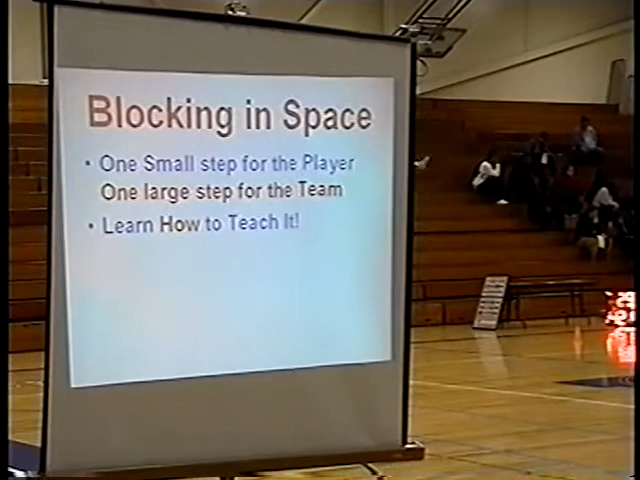 Blocking in Space
• One Small step for the Player
One large step for the Team
• Learn How to Teach It!